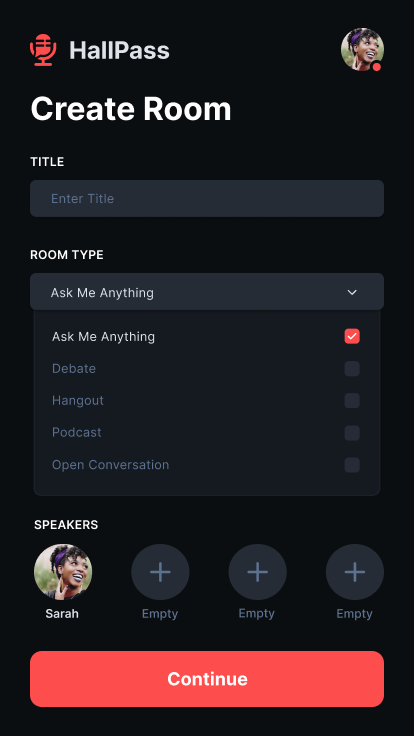 HallPass
Create Room
TITLE
Enter Title
ROOM TYPE
Ask Me Anything
Ask Me Anything
Debate
Hangout
Podcast
Open Conversation
SPEAKERS
Sarah Empty Empty Empty
Continue